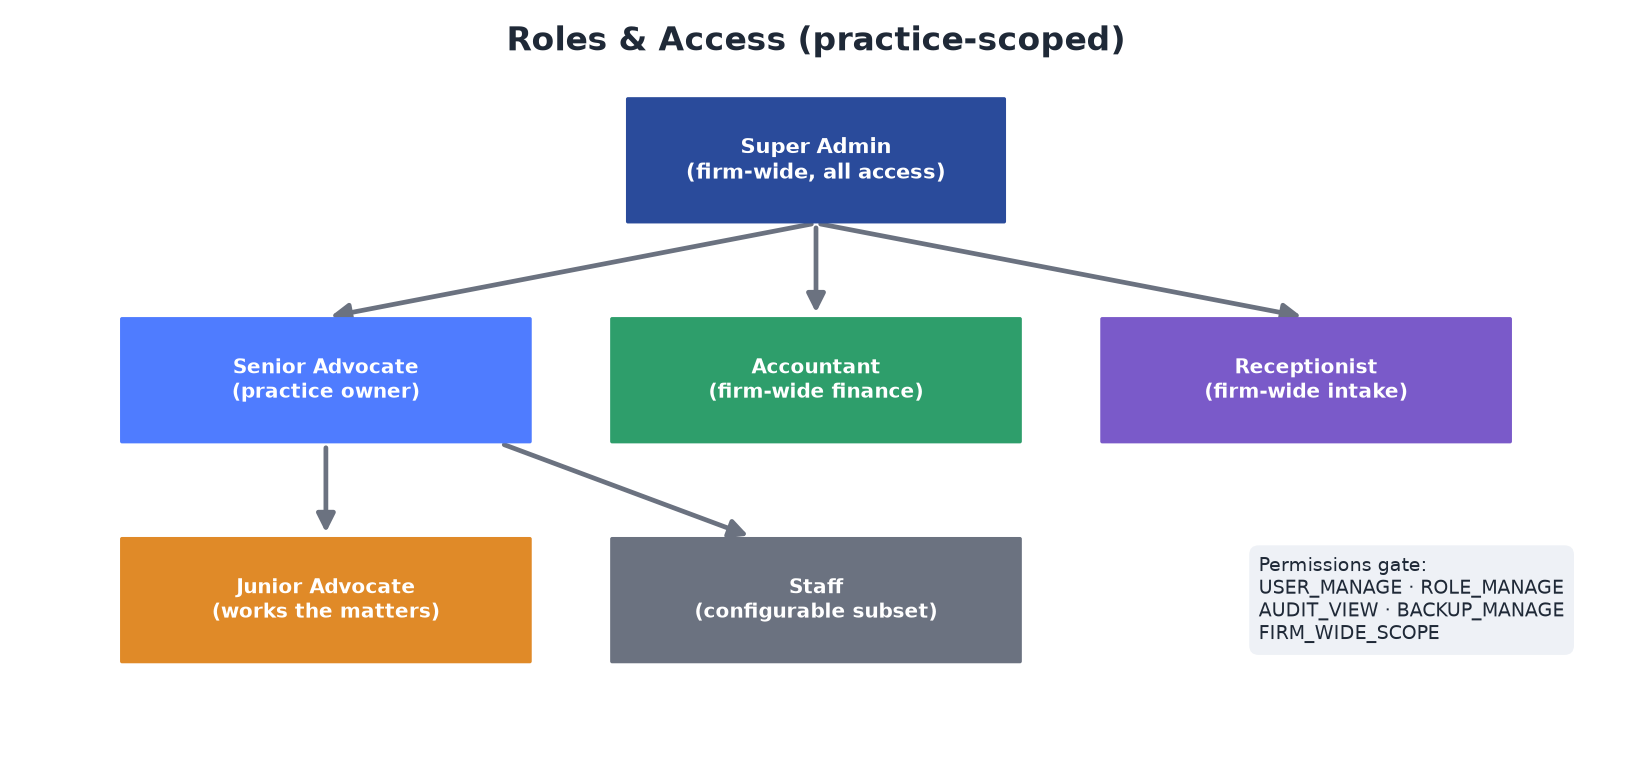 Roles & Access (practice-scoped)
Super Admin
(firm-wide, all access)
Senior Advocate
(practice owner)
Accountant
(firm-wide finance)
Receptionist
(firm-wide intake)
Junior Advocate
(works the matters)
Staff
(configurable subset)
Permissions gate:
USER_MANAGE · ROLE_MANAGE
AUDIT_VIEW · BACKUP_MANAGE
FIRM_WIDE_SCOPE